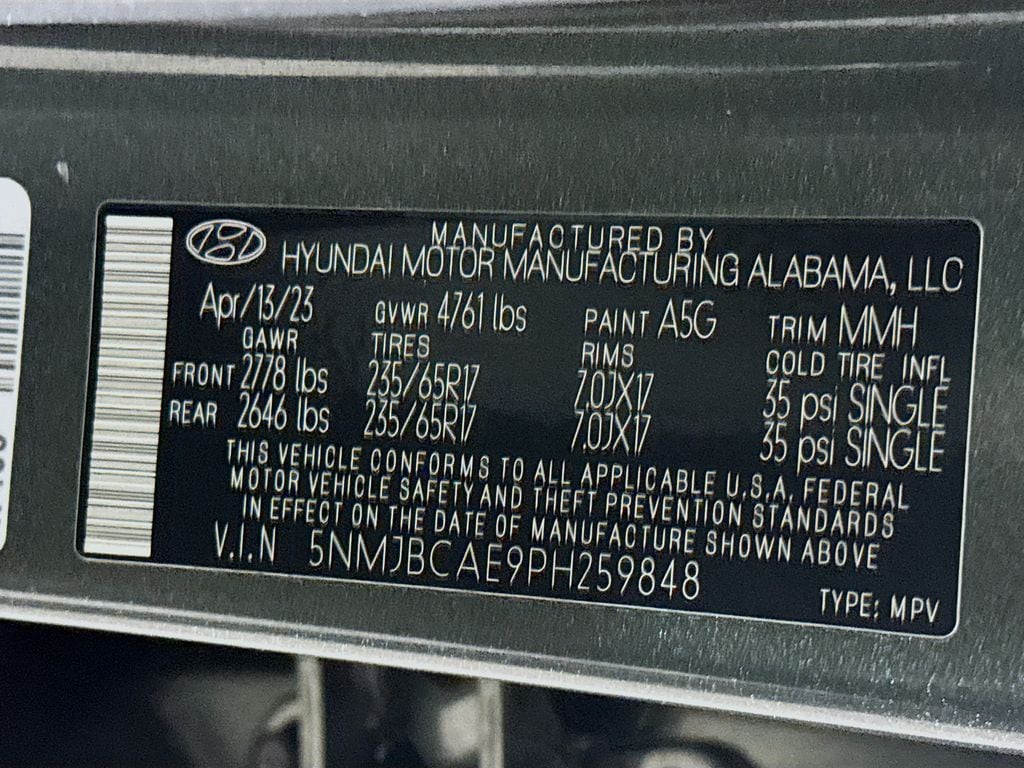 MANUFACTURED BY
HYUNDAI MOTOR MANUFACTURING ALABAMA, LLC
Apr/13/23 GVWR 4761 lbs PAINT A5G TRIM MMH
GAWR TIRES RIMS COLD TIRE INFL
FRONT 2778 lbs 235/65R17 7.0JX17 35 psi SINGLE
REAR 2646 lbs 235/65R17 7.0JX17 35 psi SINGLE
THIS VEHICLE CONFORMS TO ALL APPLICABLE U.S.A. FEDERAL
MOTOR VEHICLE SAFETY AND THEFT PREVENTION STANDARDS
IN EFFECT ON THE DATE OF MANUFACTURE SHOWN ABOVE
V.I.N 5NMJBCAE9PH259848
TYPE: MPV